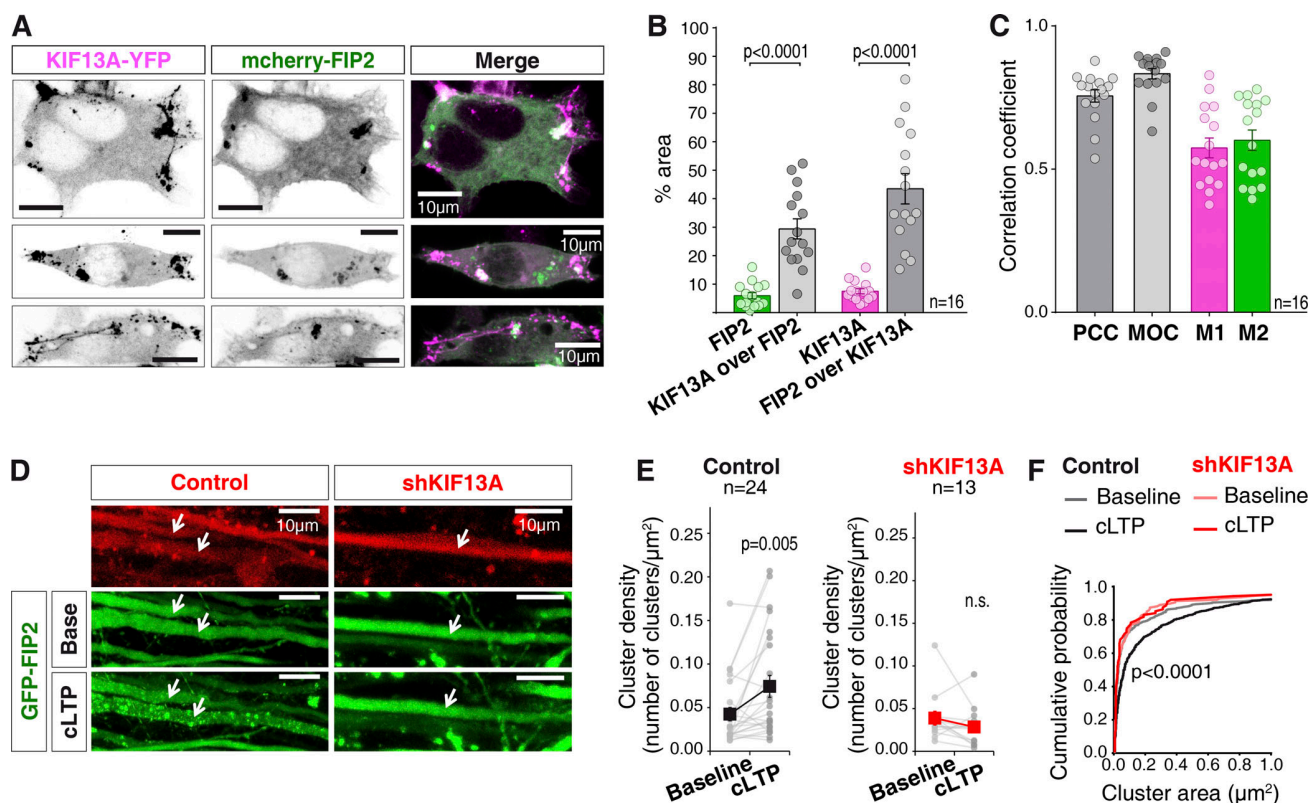 A
KIF13A-YFP
mcherry-FIP2
Merge
10μm
10μm
10μm
B
% area
100
90
80
70
60
50
40
30
20
10
p<0.0001
p<0.0001
n=16
FIP2
KIF13A over FIP2
KIF13A
FIP2 over KIF13A
C
Correlation coefficient
1.0
0.5
0.0
n=16
PCC
MOC
M1
M2
D
Control
shKIF13A
10μm
10μm
GFP-FIP2
Base
cLTP
E
Control
n=24
Cluster density
(number of clusters/μm²)
0.25
0.20
0.15
0.10
0.05
0.00
p=0.005
Baseline
cLTP
shKIF13A
n=13
Cluster density
(number of clusters/μm²)
0.25
0.20
0.15
0.10
0.05
0.00
n.s.
Baseline
cLTP
F
Control
shKIF13A
Baseline
Baseline
cLTP
cLTP
Cumulative probability
1.0
0.8
0.6
0.4
0.2
0.0
p<0.0001
0 0.2 0.4 0.6 0.8 1.0
Cluster area (μm²)